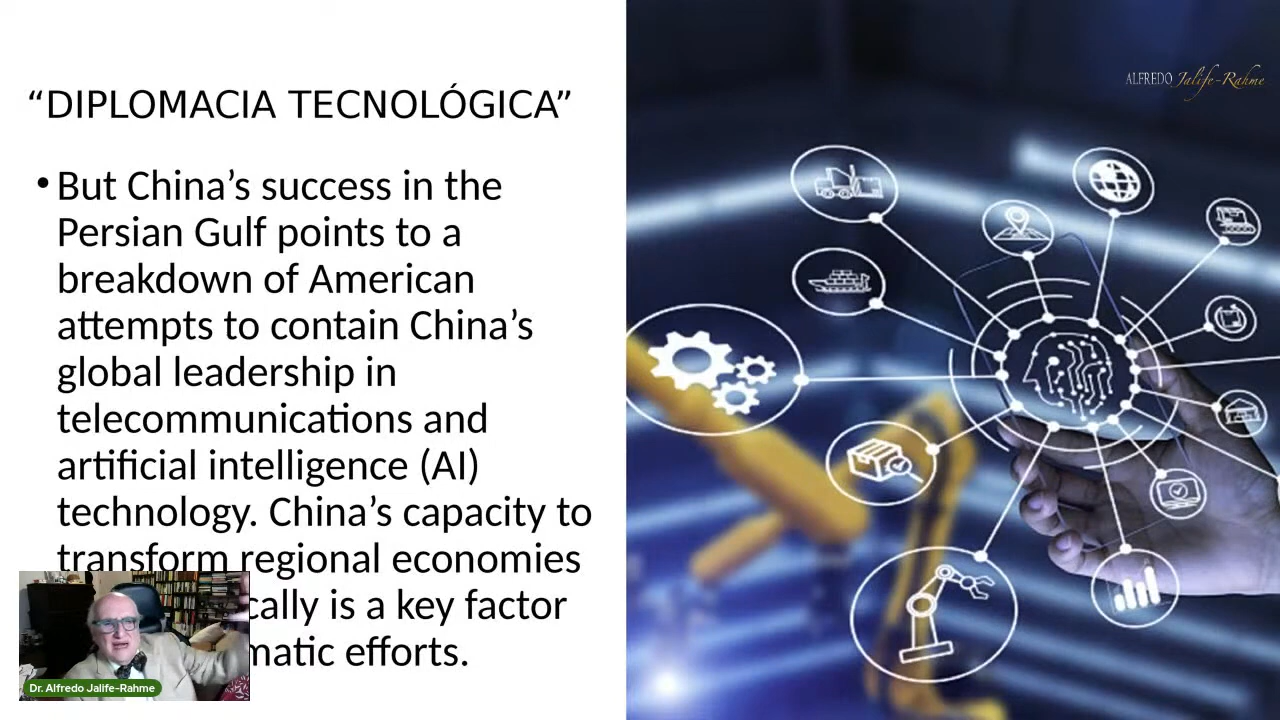 “DIPLOMACIA TECNOLÓGICA”
• But China’s success in the
Persian Gulf points to a
breakdown of American
attempts to contain China’s
global leadership in
telecommunications and
artificial intelligence (AI)
technology. China’s capacity to
transform regional economies
cally is a key factor
matic efforts.
Dr. Alfredo Jalife-Rahme
ALFREDO Jalife-Rahme